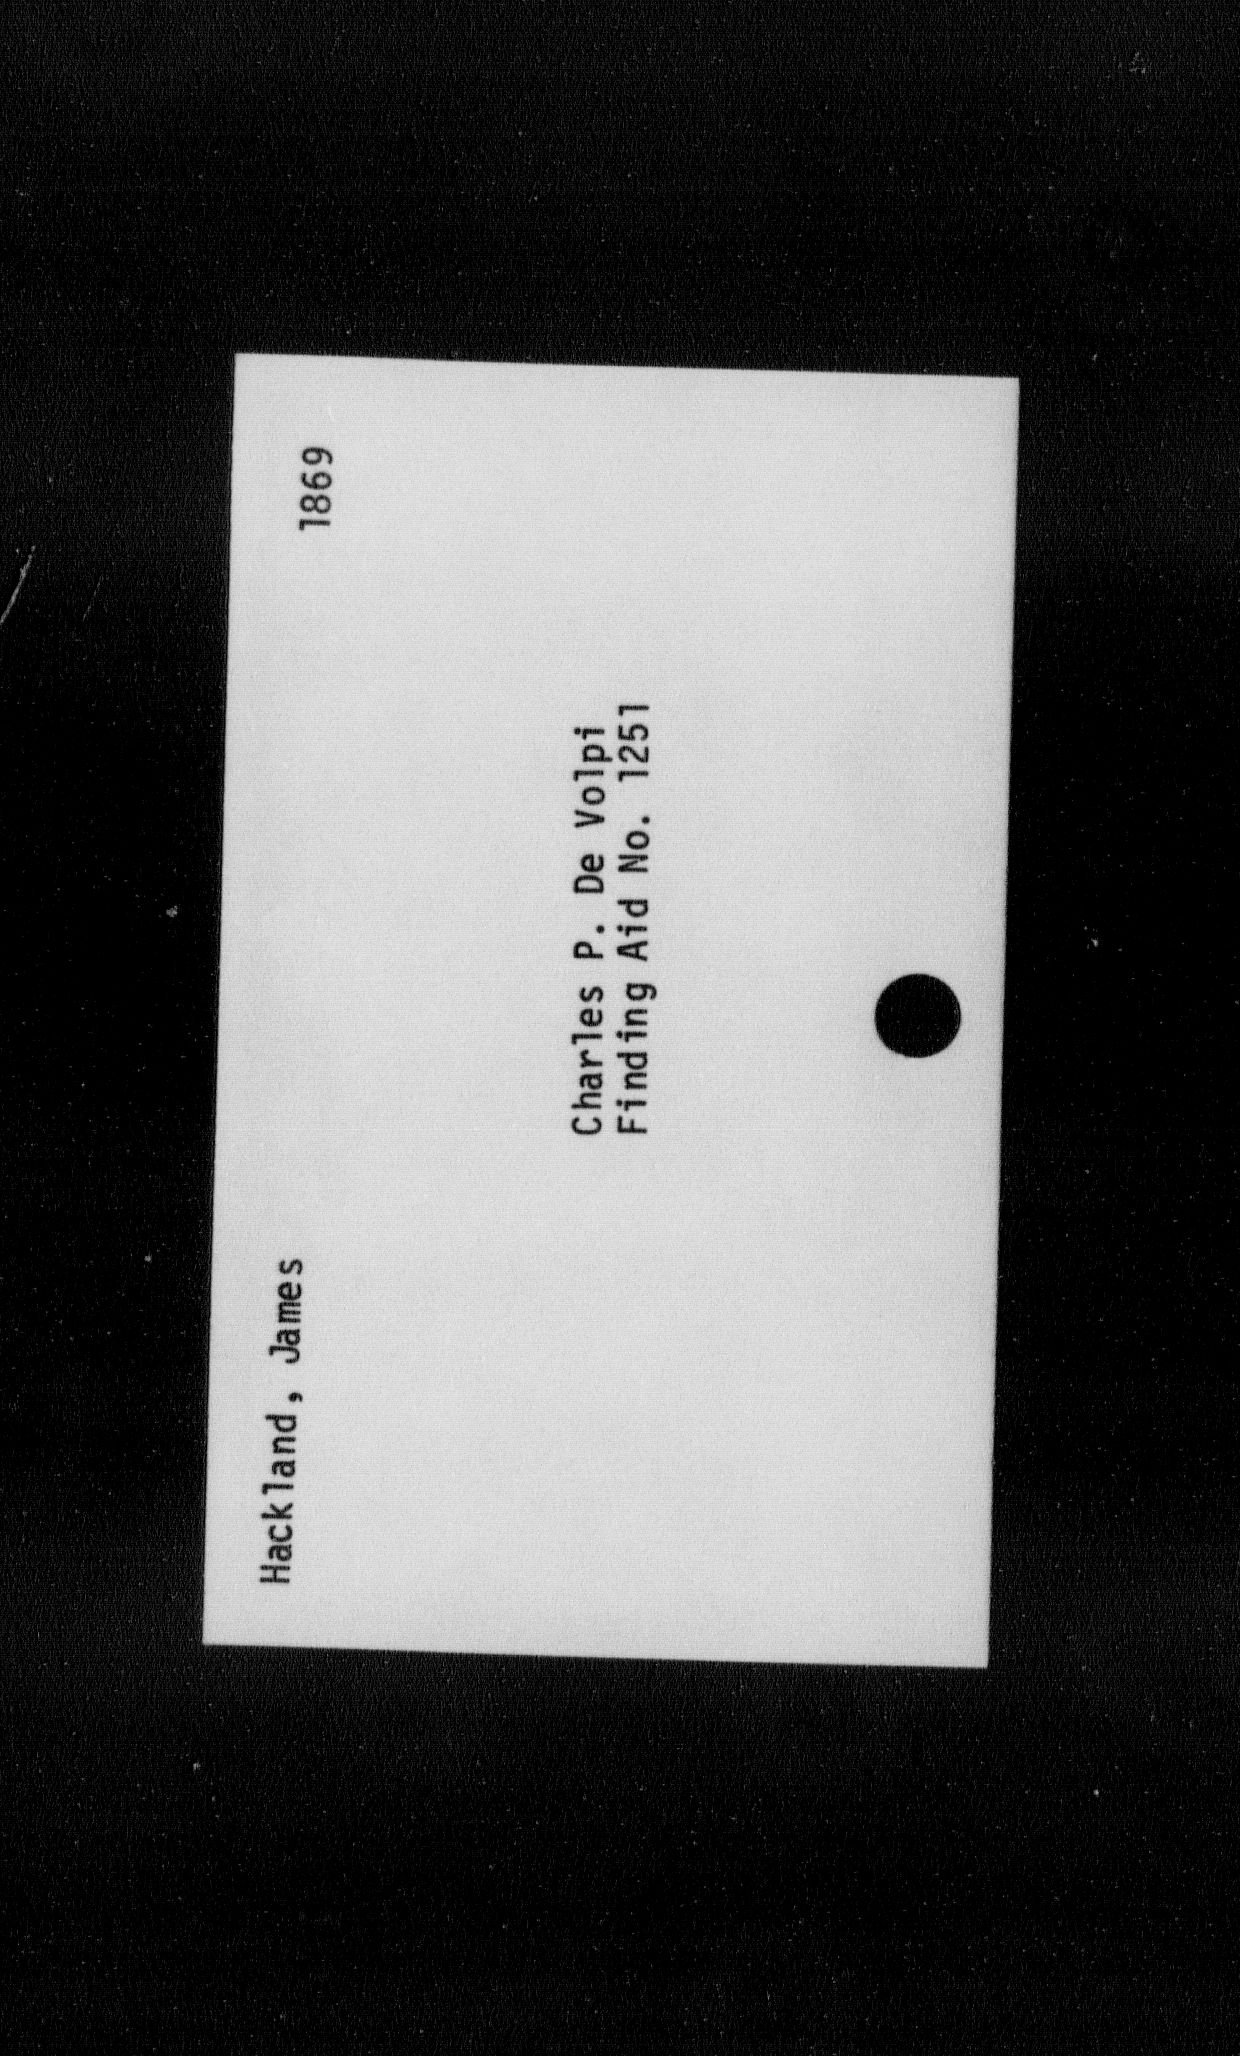 Hackland, James
1869
Charles P. De Volpi
Finding Aid No. 1251